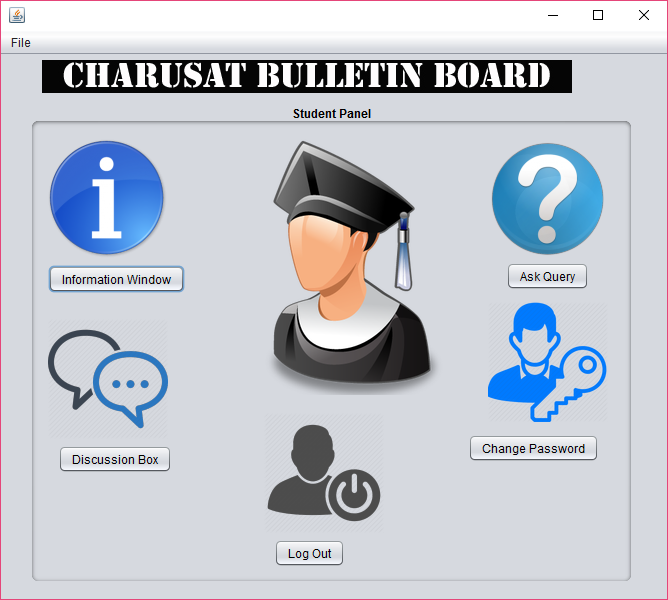 File
CHARUSAT BULLETIN BOARD
Student Panel
Information Window
Ask Query
Discussion Box
Change Password
Log Out